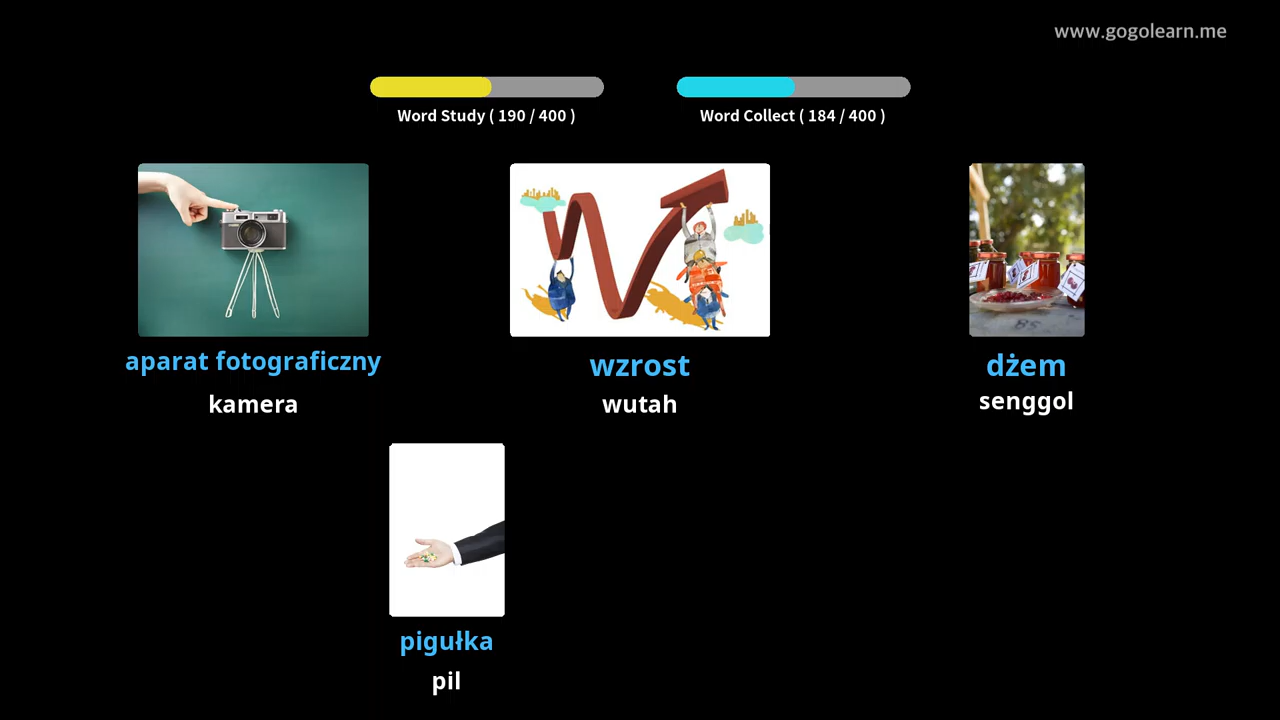 www.gogolearn.me
Word Study ( 190 / 400 )
Word Collect ( 184 / 400 )
aparat fotograficzny
kamera
wzrost
wutah
dżem
senggol
pigułka
pil